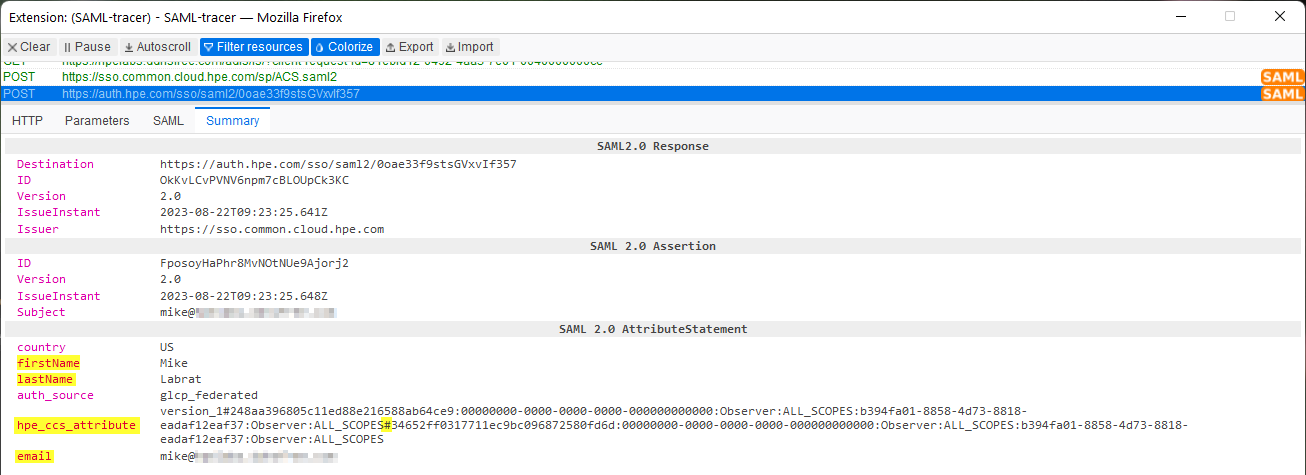 Extension: (SAML-tracer) - SAML-tracer — Mozilla Firefox
Clear Pause Autoscroll Filter resources Colorize Export Import
POST https://sso.common.cloud.hpe.com/sp/ACS.saml2 SAML
POST https://auth.hpe.com/sso/saml2/0oae33f9stsGVxvIf357 SAML
HTTP Parameters SAML Summary
SAML2.0 Response
Destination https://auth.hpe.com/sso/saml2/0oae33f9stsGVxvIf357
ID OkKvLCvPVNV6npm7cBLOUpCk3KC
Version 2.0
IssueInstant 2023-08-22T09:23:25.641Z
Issuer https://sso.common.cloud.hpe.com
SAML 2.0 Assertion
ID FposoyHaPhr8MvNOtNUe9Ajorj2
Version 2.0
IssueInstant 2023-08-22T09:23:25.648Z
Subject mike@
SAML 2.0 AttributeStatement
country US
firstName Mike
lastName Labrat
auth_source glcp_federated
version_1#248aa396805c11ed88e216588ab64ce9:00000000-0000-0000-0000-000000000000:Observer:ALL_SCOPES:b394fa01-8858-4d73-8818-
hpe_ccs_attribute eadaf12eaf37:Observer:ALL_SCOPES#34652ff0317711ec9bc096872580fd6d:00000000-0000-0000-0000-000000000000:Observer:ALL_SCOPES:b394fa01-8858-4d73-8818-
eadaf12eaf37:Observer:ALL_SCOPES
email mike@